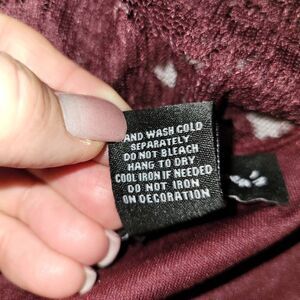 AND WASH COLD
SEPARATELY
DO NOT BLEACH
HANG TO DRY
COOL IRON IF NEEDED
DO NOT IRON
ON DECORATION